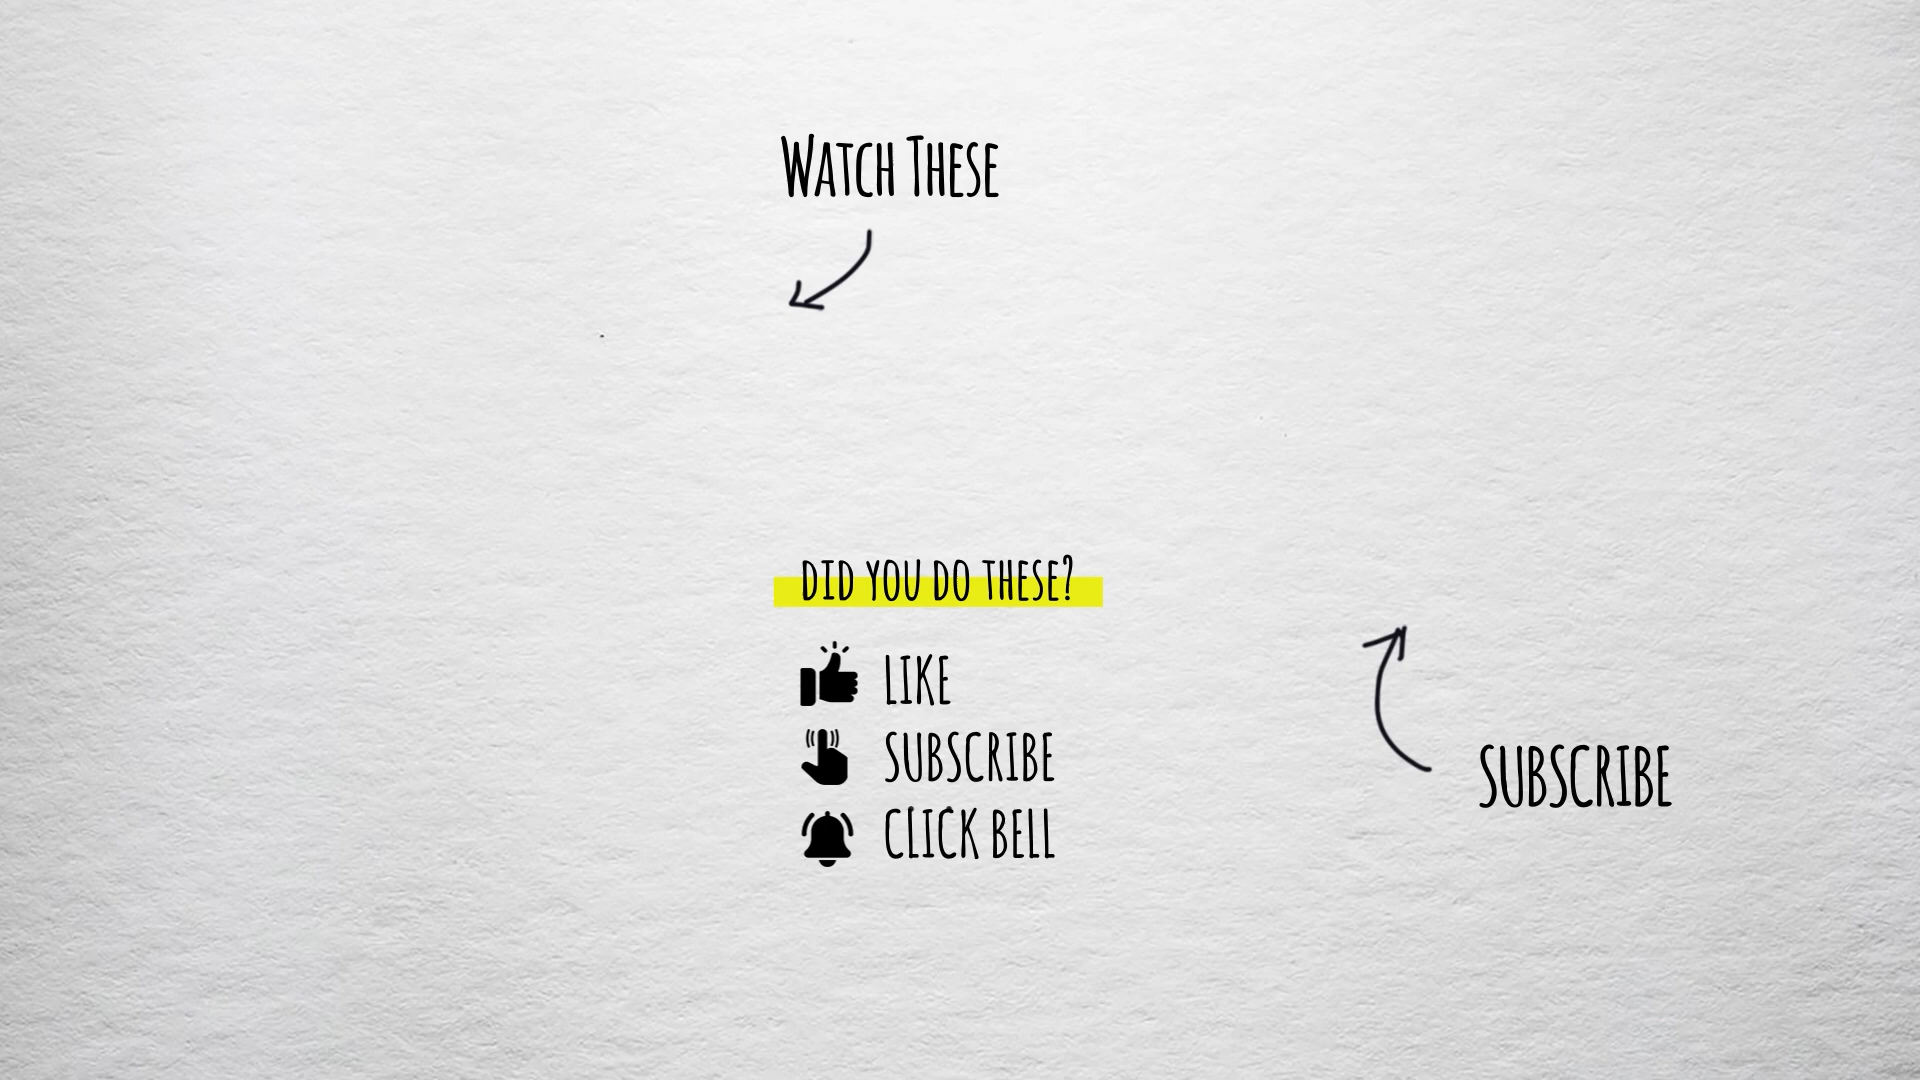 Watch These
DID YOU DO THESE?
LIKE
SUBSCRIBE
CLICK BELL
SUBSCRIBE